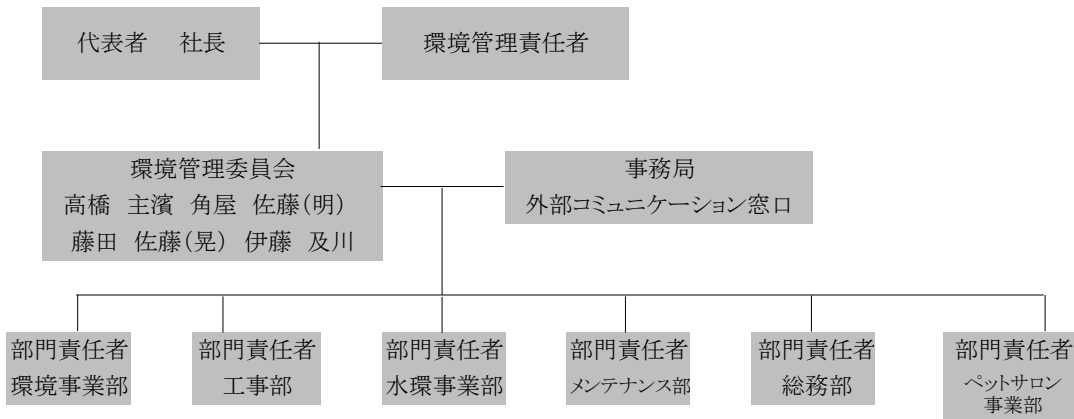 代表者　社長
環境管理責任者
環境管理委員会
高橋　主濱　角屋　佐藤（明）
藤田　佐藤（晃）　伊藤　及川
事務局
外部コミュニケーション窓口
部門責任者
環境事業部
部門責任者
工事部
部門責任者
水環事業部
部門責任者
メンテナンス部
部門責任者
総務部
部門責任者
ペットサロン
事業部